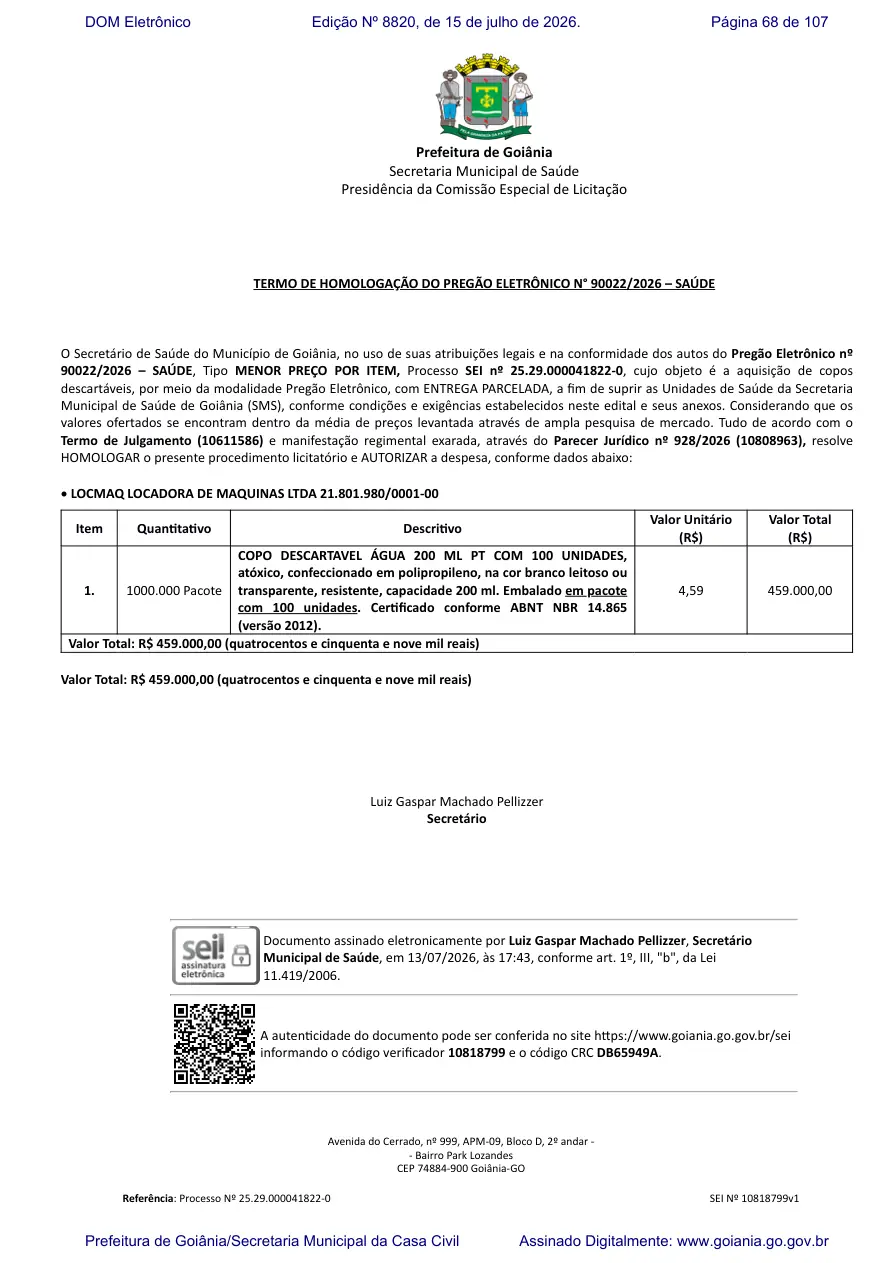 DOM Eletrônico Edição Nº 8820, de 15 de julho de 2026. Página 68 de 107
Prefeitura de Goiânia
Secretaria Municipal de Saúde
Presidência da Comissão Especial de Licitação
TERMO DE HOMOLOGAÇÃO DO PREGÃO ELETRÔNICO N° 90022/2026 – SAÚDE
O Secretário de Saúde do Município de Goiânia, no uso de suas atribuições legais e na conformidade dos autos do Pregão Eletrônico nº
90022/2026 – SAÚDE, Tipo MENOR PREÇO POR ITEM, Processo SEI nº 25.29.000041822-0, cujo objeto é a aquisição de copos
descartáveis, por meio da modalidade Pregão Eletrônico, com ENTREGA PARCELADA, a fim de suprir as Unidades de Saúde da Secretaria
Municipal de Saúde de Goiânia (SMS), conforme condições e exigências estabelecidos neste edital e seus anexos. Considerando que os
valores ofertados se encontram dentro da média de preços levantada através de ampla pesquisa de mercado. Tudo de acordo com o
Termo de Julgamento (10611586) e manifestação regimental exarada, através do Parecer Jurídico nº 928/2026 (10808963), resolve
HOMOLOGAR o presente procedimento licitatório e AUTORIZAR a despesa, conforme dados abaixo:
• LOCMAQ LOCADORA DE MAQUINAS LTDA 21.801.980/0001-00
Item Quantitativo Descritivo Valor Unitário (R$) Valor Total (R$)
1. 1000.000 Pacote COPO DESCARTAVEL ÁGUA 200 ML PT COM 100 UNIDADES,
atóxico, confeccionado em polipropileno, na cor branco leitoso ou
transparente, resistente, capacidade 200 ml. Embalado em pacote
com 100 unidades. Certificado conforme ABNT NBR 14.865
(versão 2012).
4,59 459.000,00
Valor Total: R$ 459.000,00 (quatrocentos e cinquenta e nove mil reais)
Valor Total: R$ 459.000,00 (quatrocentos e cinquenta e nove mil reais)
Luiz Gaspar Machado Pellizzer
Secretário
sei!
assinatura
eletrônica
Documento assinado eletronicamente por Luiz Gaspar Machado Pellizzer, Secretário
Municipal de Saúde, em 13/07/2026, às 17:43, conforme art. 1º, III, "b", da Lei
11.419/2006.
A autenticidade do documento pode ser conferida no site https://www.goiania.go.gov.br/sei
informando o código verificador 10818799 e o código CRC DB65949A.
Avenida do Cerrado, nº 999, APM-09, Bloco D, 2º andar -
- Bairro Park Lozandes
CEP 74884-900 Goiânia-GO
Referência: Processo Nº 25.29.000041822-0 SEI Nº 10818799v1
Prefeitura de Goiânia/Secretaria Municipal da Casa Civil Assinado Digitalmente: www.goiania.go.gov.br